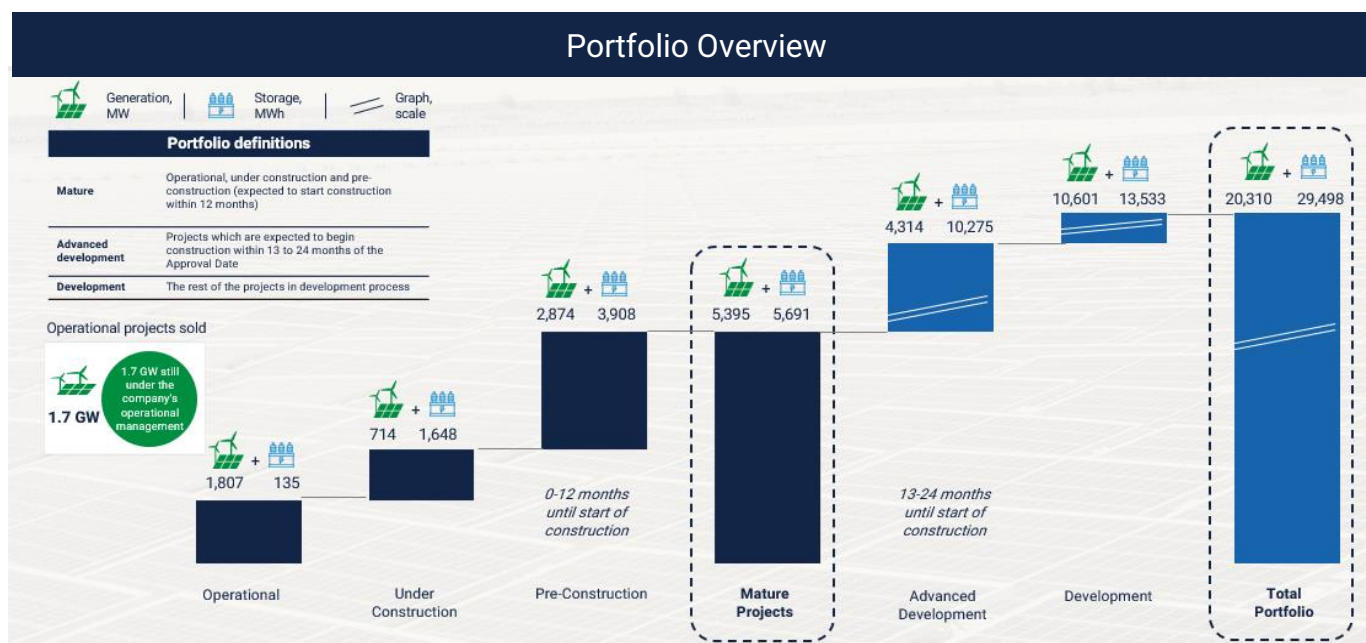 Portfolio Overview
Generation,
MW
Storage,
MWh
Graph,
scale
Portfolio definitions
Mature
Operational, under construction and pre-
construction (expected to start construction
within 12 months)
Advanced
development
Projects which are expected to begin
construction within 13 to 24 months of the
Approval Date
Development
The rest of the projects in development process
Operational projects sold
1.7 GW
1.7 GW still
under the
company's
operational
management
+
1,807 135
Operational
+
714 1,648
Under
Construction
+
2,874 3,908
0-12 months
until start of
construction
Pre-Construction
+
5,395 5,691
Mature
Projects
+
4,314 10,275
13-24 months
until start of
construction
Advanced
Development
+
10,601 13,533
Development
+
20,310 29,498
Total
Portfolio